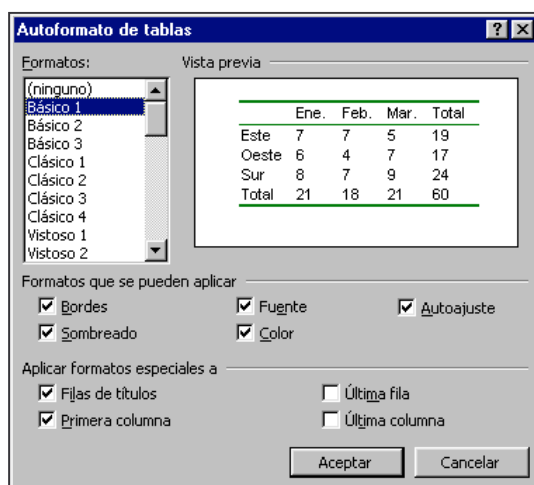 Autoformato de tablas
Formatos: Vista previa
(ninguno)
Básico 1
Básico 2
Básico 3
Clásico 1
Clásico 2
Clásico 3
Clásico 4
Vistoso 1
Vistoso 2
Ene. Feb. Mar. Total
Este 7 7 5 19
Oeste 6 4 7 17
Sur 8 7 9 24
Total 21 18 21 60
Formatos que se pueden aplicar
Bordes Fuente Autoajuste
Sombreado Color
Aplicar formatos especiales a
Filas de títulos Última fila
Primera columna Última columna
Aceptar Cancelar